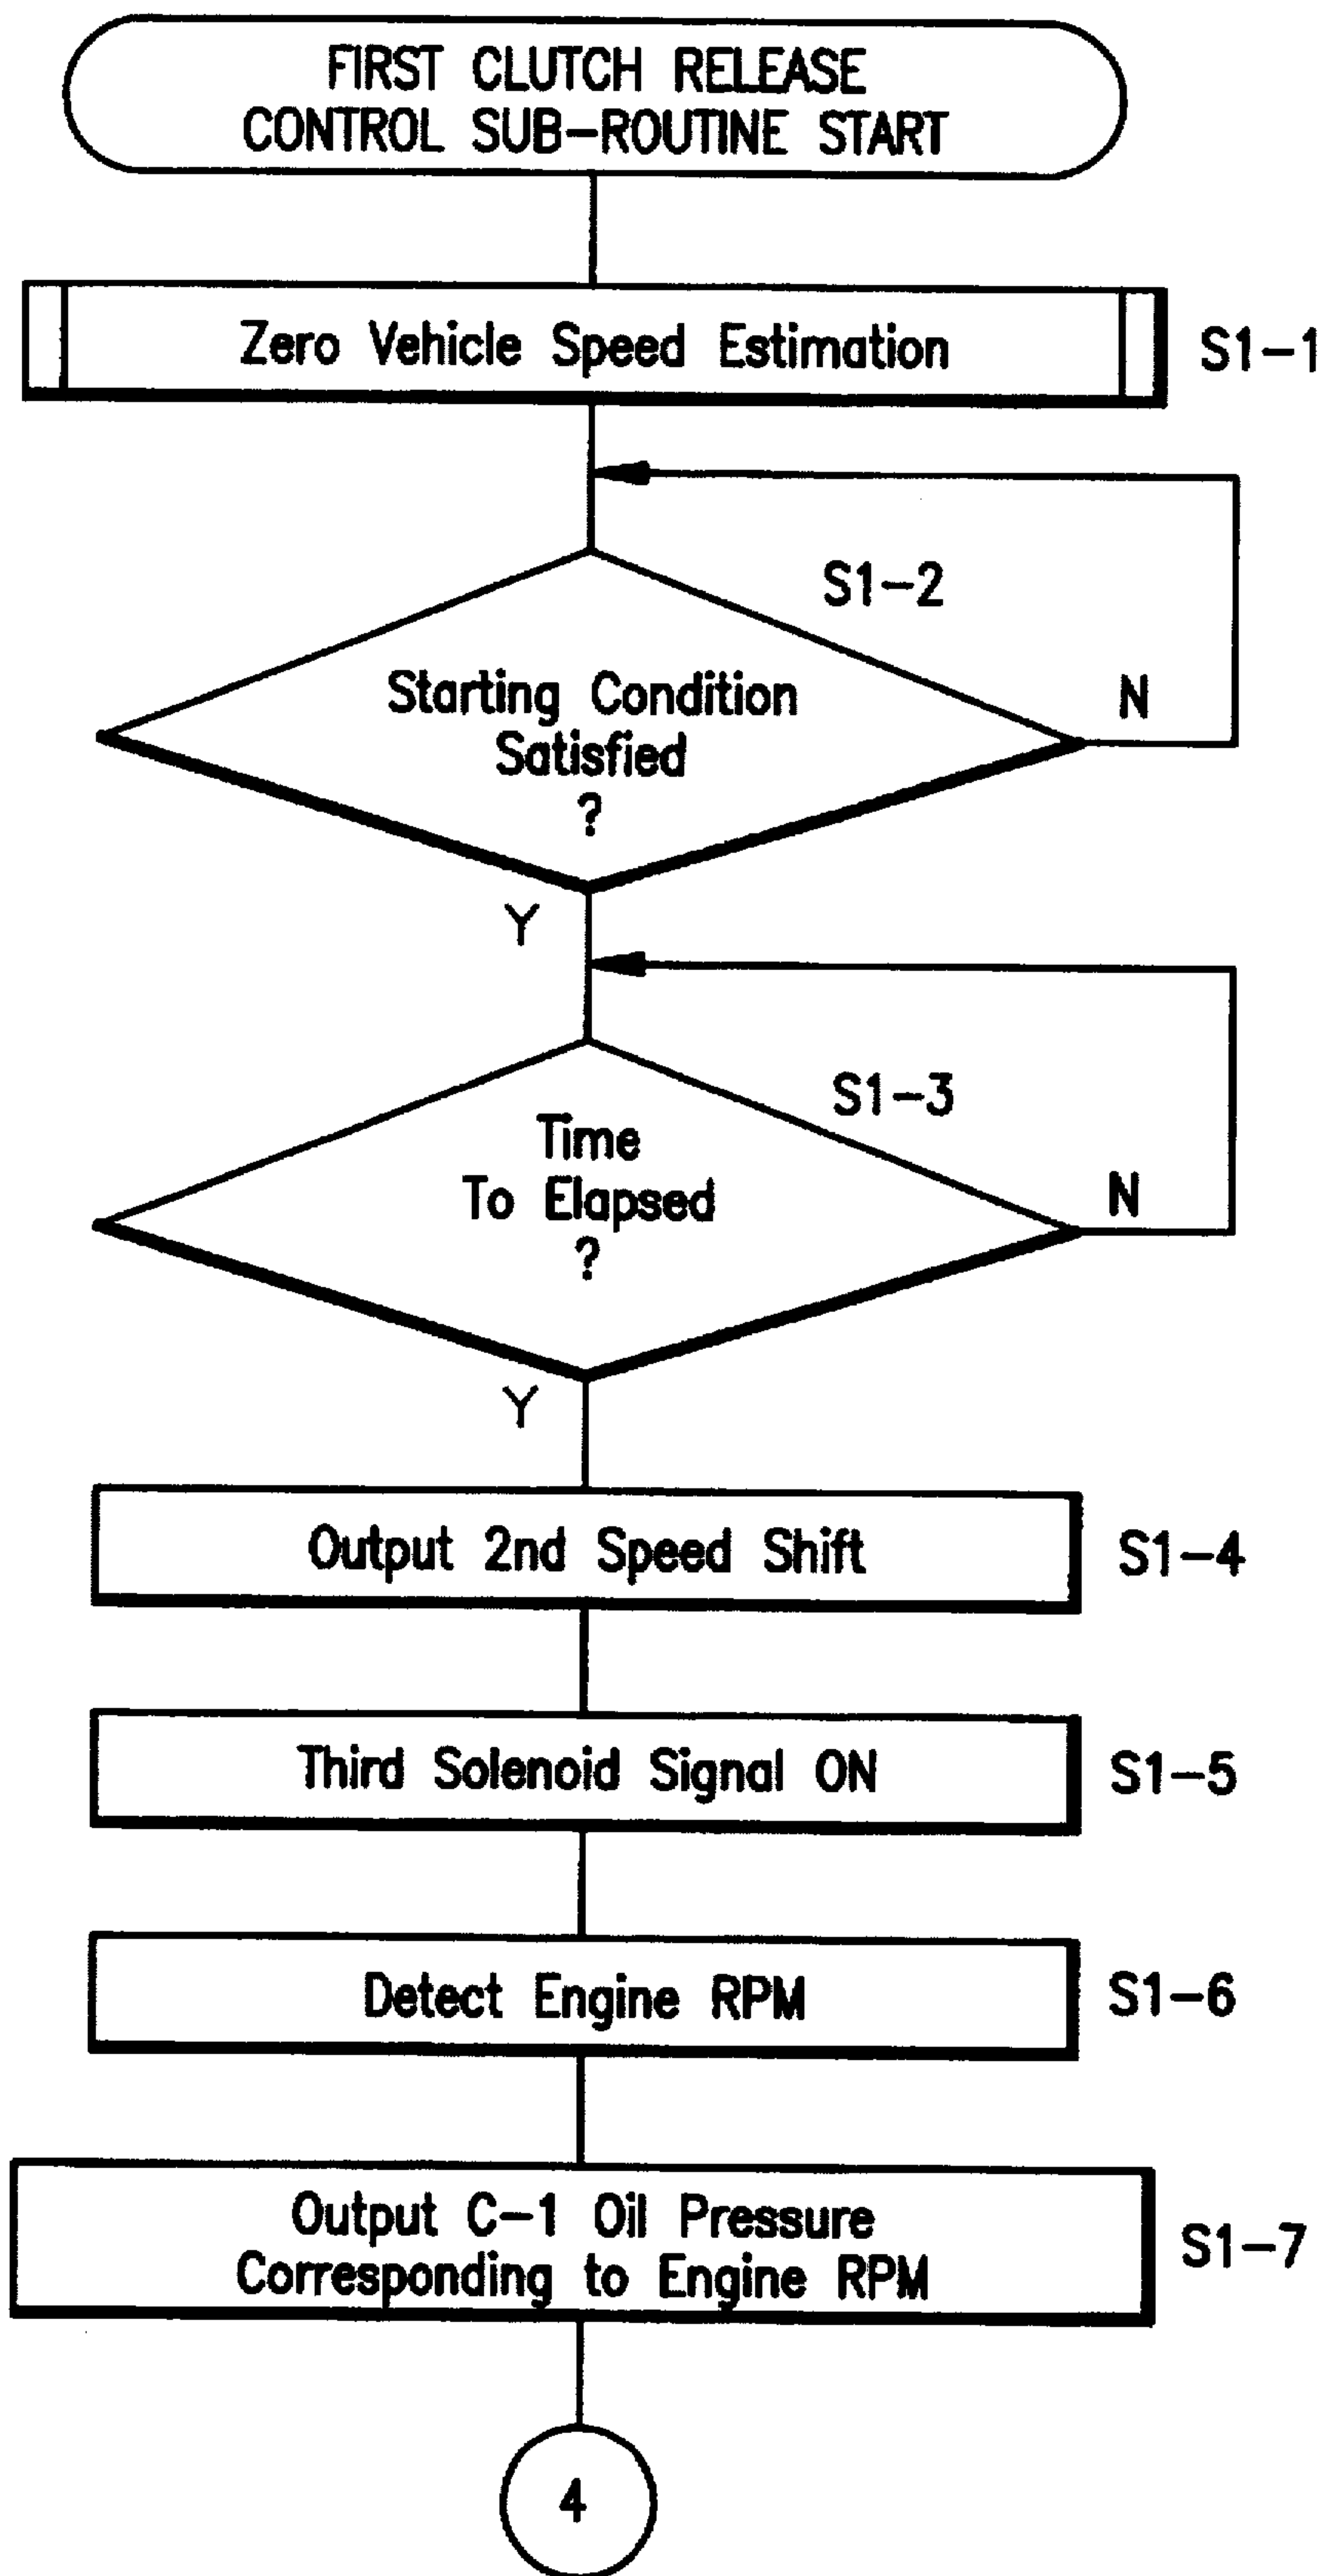 FIRST CLUTCH RELEASE
CONTROL SUB-ROUTINE START
Zero Vehicle Speed Estimation
S1-1
S1-2
Starting Condition
Satisfied
?
N
Y
S1-3
Time
To Elapsed
?
N
Y
Output 2nd Speed Shift
S1-4
Third Solenoid Signal ON
S1-5
Detect Engine RPM
S1-6
Output C-1 Oil Pressure
Corresponding to Engine RPM
S1-7
4